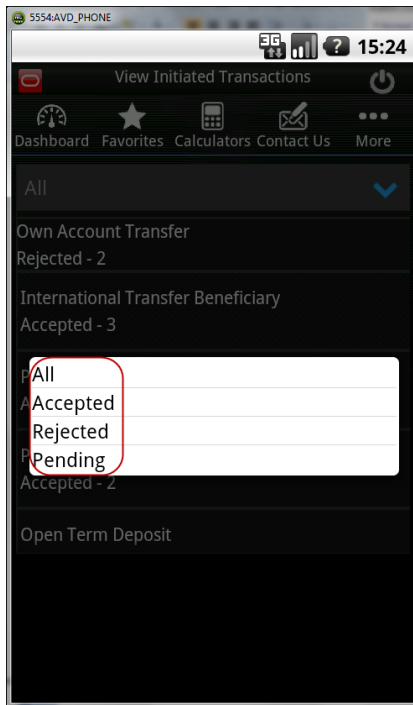 5554:AVD_PHONE
3G 15:24
View Initiated Transactions
Dashboard Favorites Calculators Contact Us More
All
Own Account Transfer
Rejected - 2
International Transfer Beneficiary
Accepted - 3
P
All
A
Accepted
Rejected
P
Pending
Accepted - 2
Open Term Deposit